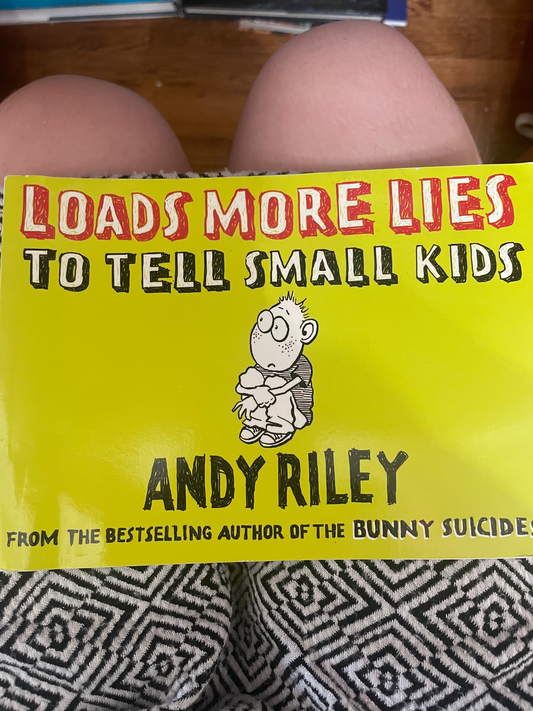 LOADS MORE LIES
TO TELL SMALL KIDS
ANDY RILEY
FROM THE BESTSELLING AUTHOR OF THE BUNNY SUICIDES